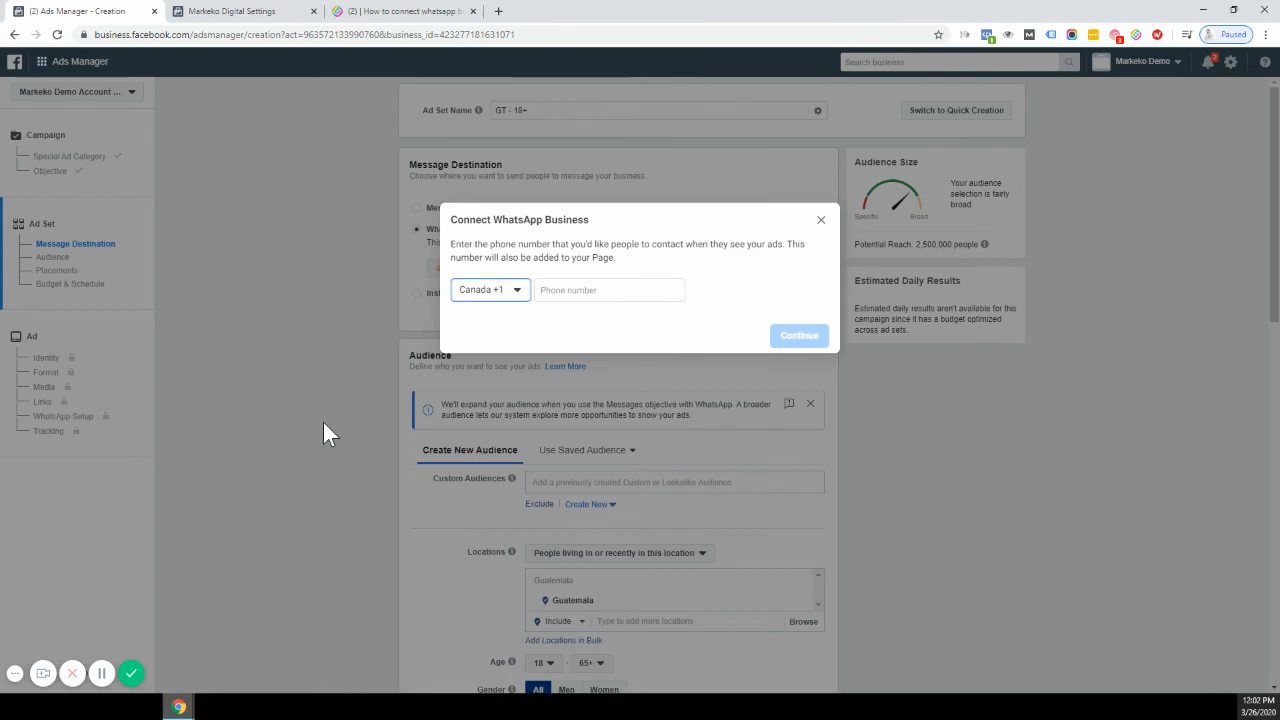 (2) Ads Manager - Creation
Markeko Digital Settings
(2) | How to connect whatsapp b
business.facebook.com/adsmanager/creation?act=963572133990760&business_id=423277181631071
Paused
Ads Manager
Search business
Markeko Demo
Markeko Demo Account ...
Ad Set Name
GT - 18+
Switch to Quick Creation
Campaign
Special Ad Category
Objective
Ad Set
Message Destination
Audience
Placements
Budget & Schedule
Ad
Identity
Format
Media
Links
WhatsApp Setup
Tracking
Message Destination
Choose where you want to send people to message your business.
Connect WhatsApp Business
Enter the phone number that you'd like people to contact when they see your ads. This
number will also be added to your Page.
Canada +1
Phone number
Continue
Audience Size
Your audience
selection is fairly
broad.
Specific
Broad
Potential Reach: 2,500,000 people
Estimated Daily Results
Estimated daily results aren't available for this
campaign since it has a budget optimized
across ad sets.
Audience
Define who you want to see your ads. Learn More
We'll expand your audience when you use the Messages objective with WhatsApp. A broader
audience lets our system explore more opportunities to show your ads.
Create New Audience
Use Saved Audience
Custom Audiences
Add a previously created Custom or Lookalike Audience
Exclude | Create New
Locations
People living in or recently in this location
Guatemala
Guatemala
Include
Type to add more locations
Browse
Add Locations in Bulk
Age
18 - 65+
Gender
All Men Women
12:02 PM
3/26/2020